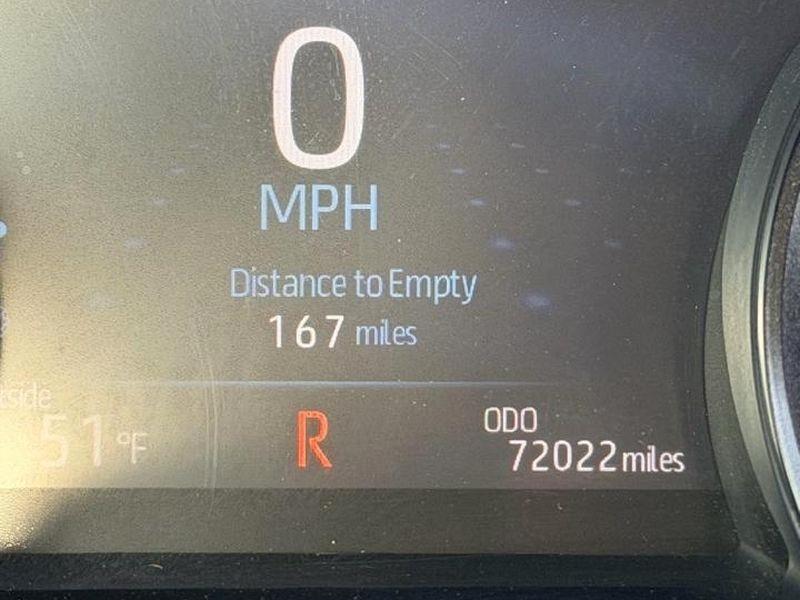 0
MPH
Distance to Empty
167 miles
51 °F
R
ODO
72022 miles